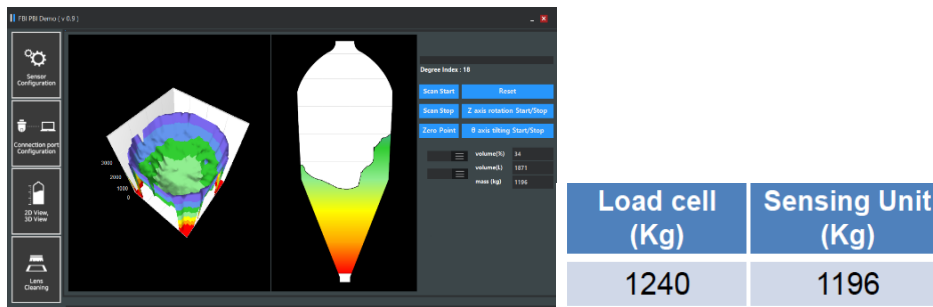 FBI PBI Demo ( v 0.8 )
Sensor
Configuration
Connection port
Configuration
2D View,
3D View
Lens
Cleaning
3000
2000
1000
0
Degree Index : 18
Scan Start
Reset
Scan Stop
Z axis rotation Start/Stop
Zero Point
θ axis tilting Start/Stop
volume(%) 34
volume(L) 1871
mass (kg) 1196
Load cell
(Kg)
Sensing Unit
(Kg)
1240
1196